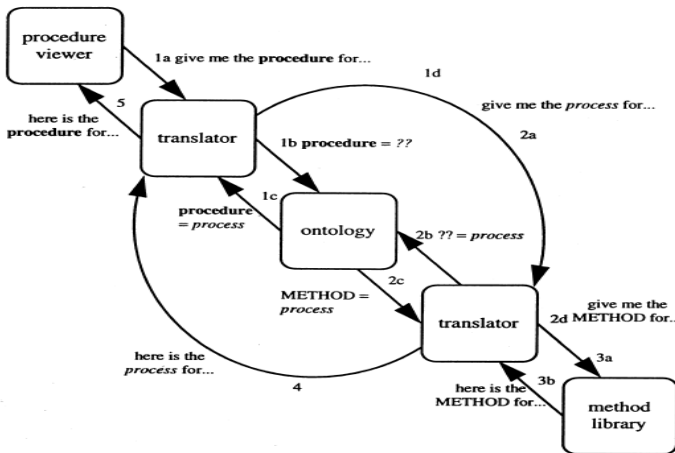 procedure
viewer
1a give me the procedure for...
1d
5
give me the process for...
here is the
procedure for...
2a
translator
1b procedure = ??
1c
procedure
= process
ontology
2b ?? = process
2c
METHOD =
process
give me the
2d METHOD for...
translator
here is the
process for...
3a
4
here is the
METHOD for...
3b
method
library